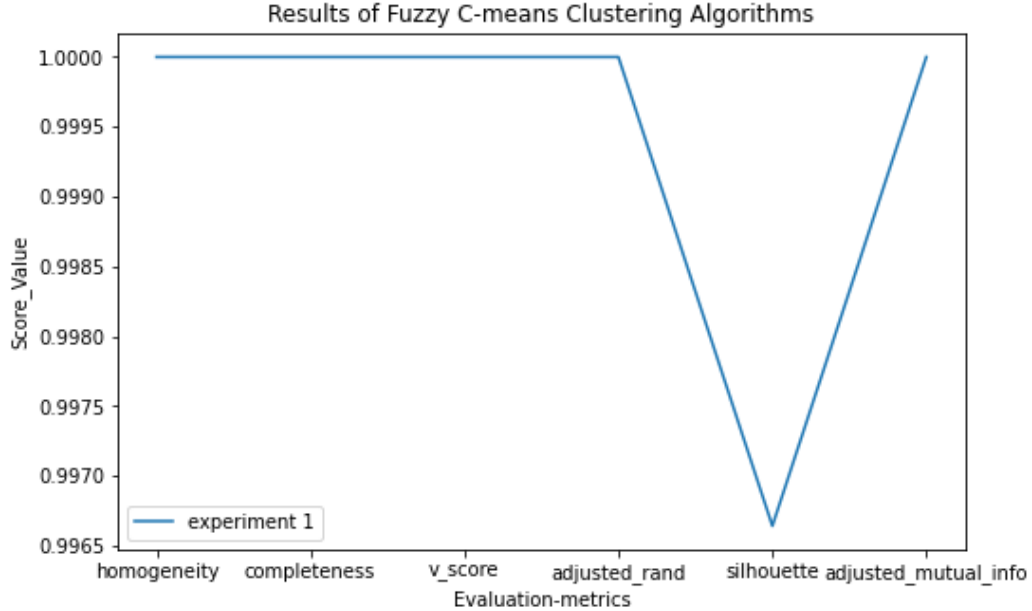 Results of Fuzzy C-means Clustering Algorithms
Score_Value
1.0000
0.9995
0.9990
0.9985
0.9980
0.9975
0.9970
0.9965
experiment 1
homogeneity completeness v_score adjusted_rand silhouette adjusted_mutual_info
Evaluation-metrics